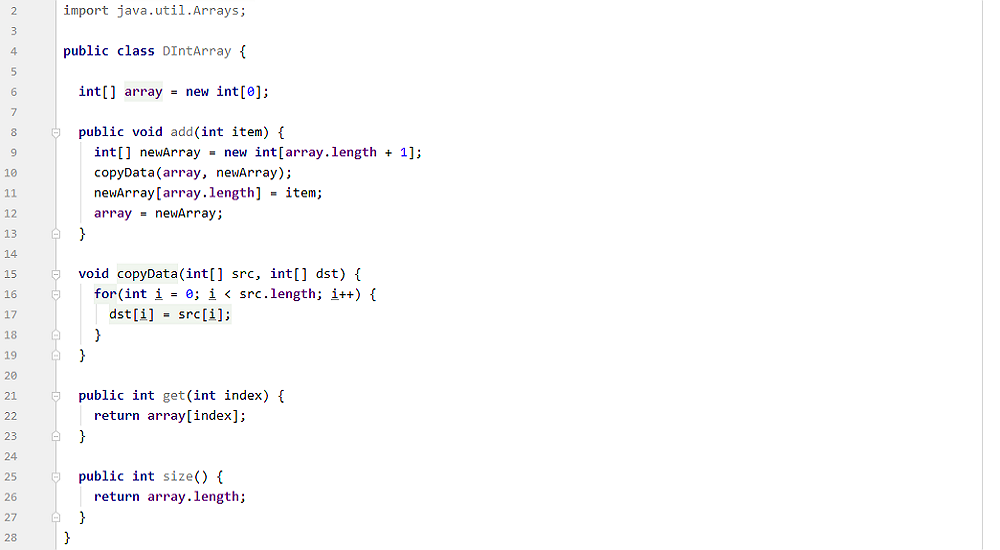 2 import java.util.Arrays;
3
4 public class DIntArray {
5
6 int[] array = new int[0];
7
8 public void add(int item) {
9 int[] newArray = new int[array.length + 1];
10 copyData(array, newArray);
11 newArray[array.length] = item;
12 array = newArray;
13 }
14
15 void copyData(int[] src, int[] dst) {
16 for(int i = 0; i < src.length; i++) {
17 dst[i] = src[i];
18 }
19 }
20
21 public int get(int index) {
22 return array[index];
23 }
24
25 public int size() {
26 return array.length;
27 }
28 }